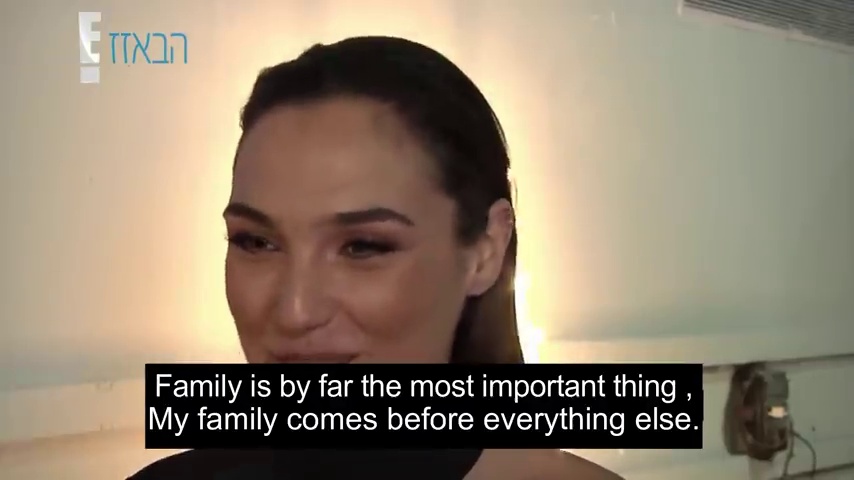 E!
הבאזז
Family is by far the most important thing ,
My family comes before everything else.